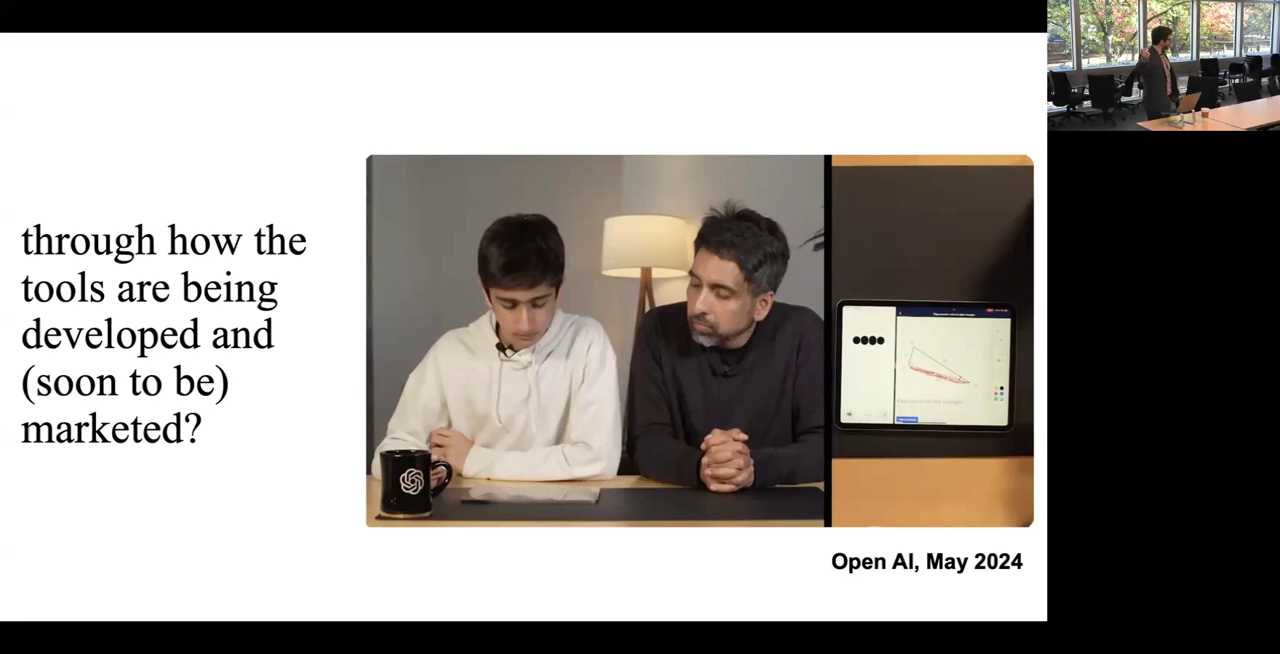 through how the
tools are being
developed and
(soon to be)
marketed?
Open AI, May 2024